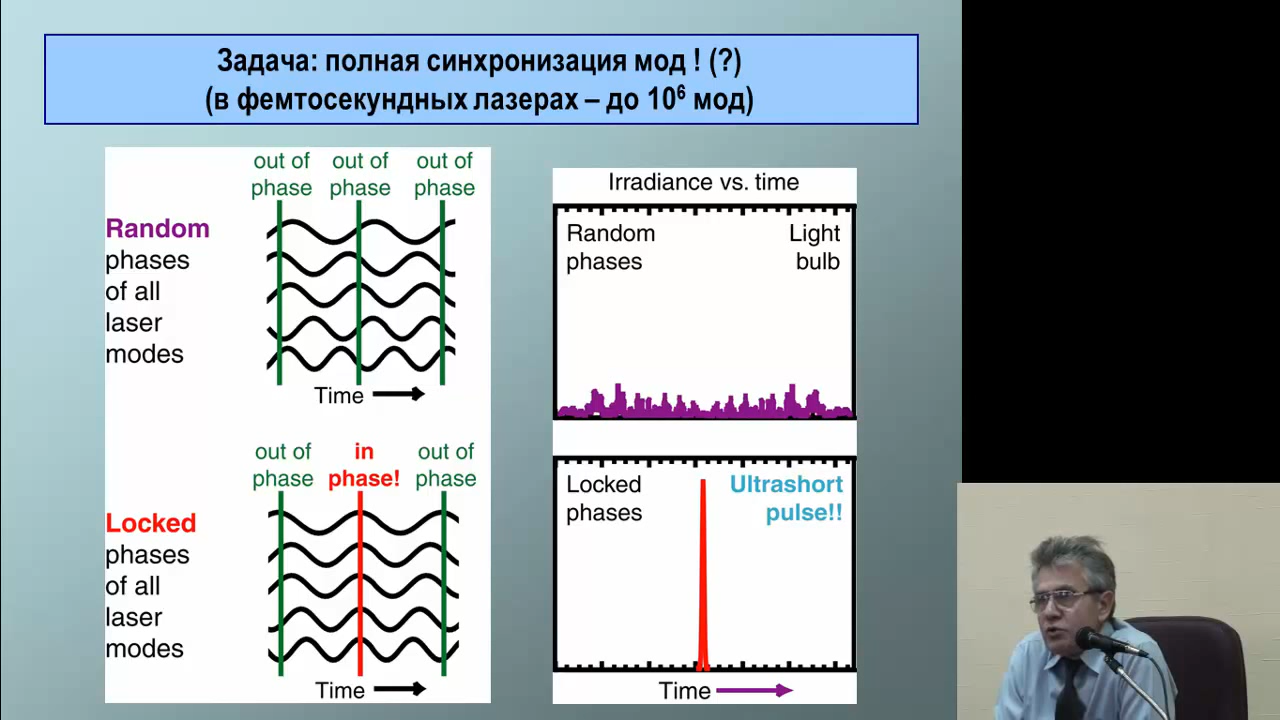 Задача: полная синхронизация мод ! (?)
(в фемтосекундных лазерах – до 10⁶ мод)
out of phase
out of phase
out of phase
Random
phases
of all
laser
modes
Time
out of phase
in phase!
out of phase
Locked
phases
of all
laser
modes
Time
Irradiance vs. time
Random phases
Light bulb
Locked phases
Ultrashort pulse!!
Time